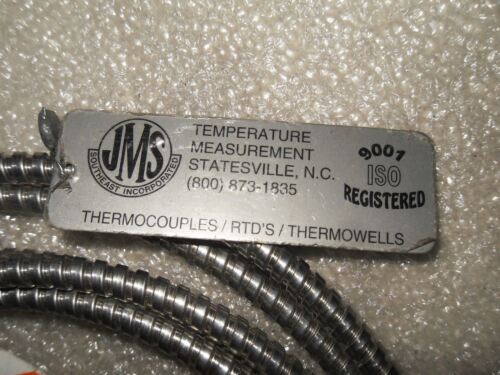 JMS
SOUTHEAST INCORPORATED
TEMPERATURE
MEASUREMENT
STATESVILLE, N.C.
(800) 873-1835
9001
ISO
REGISTERED
THERMOCOUPLES / RTD'S / THERMOWELLS